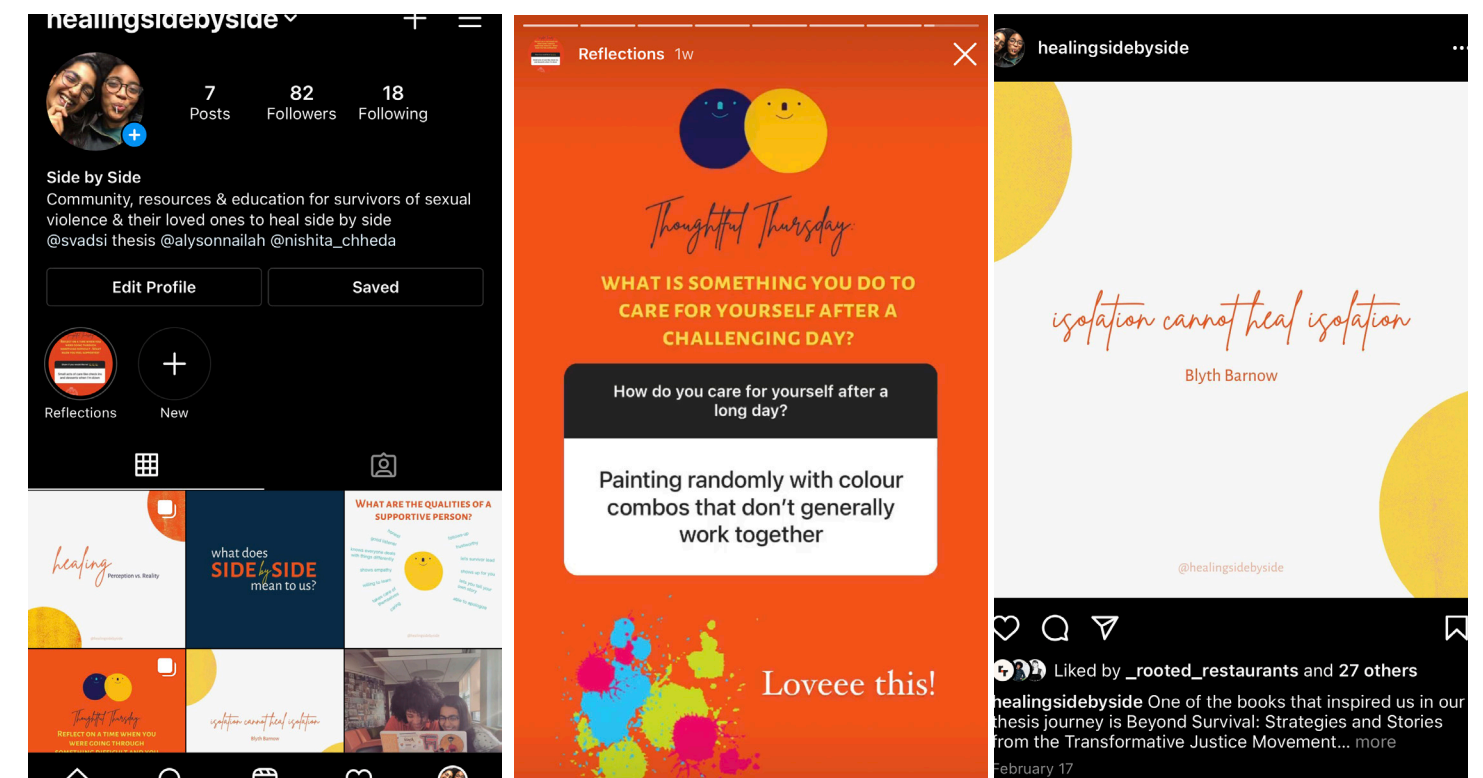 healingsidebyside
7
82
18
Posts
Followers
Following
Side by Side
Community, resources & education for survivors of sexual
violence & their loved ones to heal side by side
@svadsi thesis @alysonnailah @nishita_chheda
Edit Profile
Saved
Reflections
New
healing
Perception vs. Reality
what does
SIDE by SIDE
mean to us?
WHAT ARE THE QUALITIES OF A
SUPPORTIVE PERSON?
Thoughtful Thursday
REFLECT ON A TIME WHEN YOU
WERE GOING THROUGH
SOMETHING DIFFICULT AND YOU
isolation cannot heal isolation
Blyth Barnow
Reflections 1w
Thoughtful Thursday:
WHAT IS SOMETHING YOU DO TO
CARE FOR YOURSELF AFTER A
CHALLENGING DAY?
How do you care for yourself after a
long day?
Painting randomly with colour
combos that don't generally
work together
Loveee this!
healingsidebyside
isolation cannot heal isolation
Blyth Barnow
@healingsidebyside
Liked by _rooted_restaurants and 27 others
healingsidebyside One of the books that inspired us in our
thesis journey is Beyond Survival: Strategies and Stories
from the Transformative Justice Movement... more
February 17